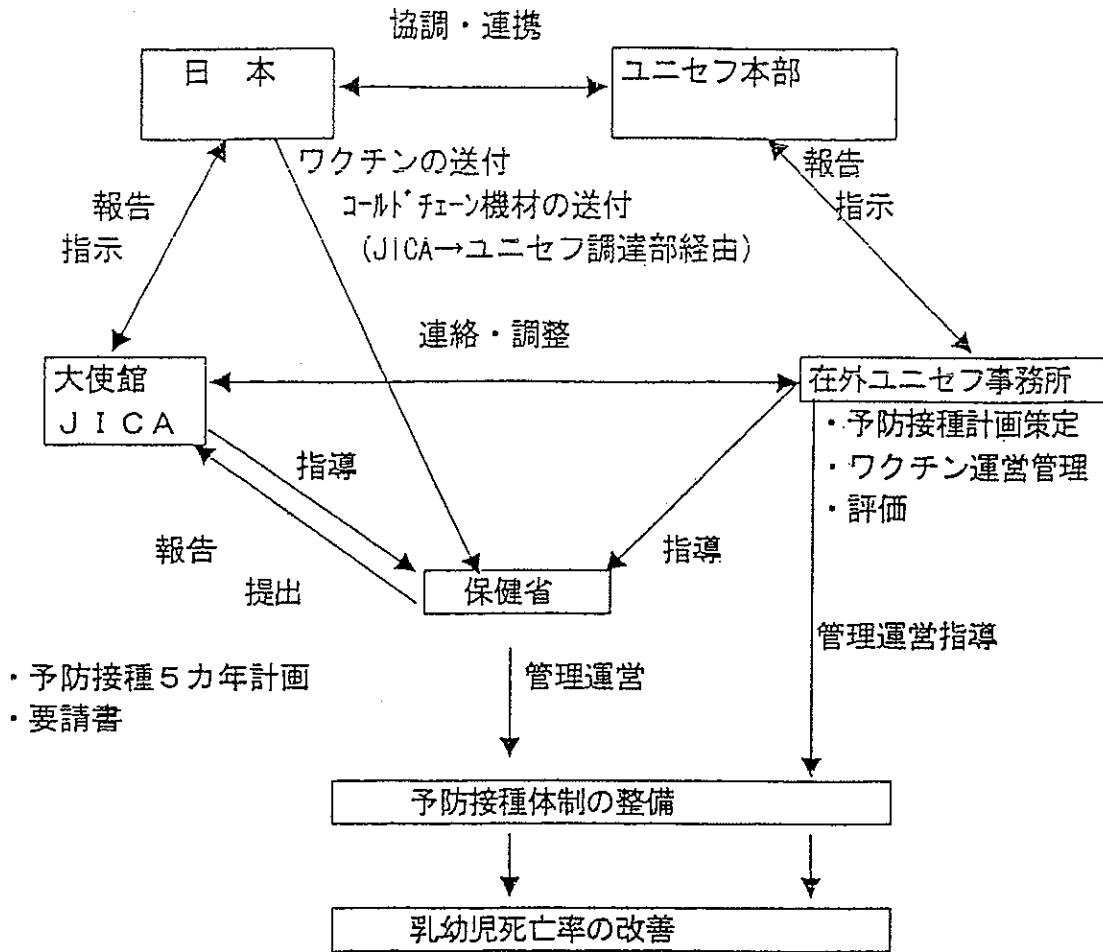 協調・連携
日　本
ユニセフ本部
ワクチンの送付
コールドチェーン機材の送付
(JICA→ユニセフ調達部経由)
報告
指示
報告
指示
連絡・調整
大使館
ＪＩＣＡ
在外ユニセフ事務所
・予防接種計画策定
・ワクチン運営管理
・評価
指導
報告
提出
指導
保健省
・予防接種５カ年計画
・要請書
管理運営
管理運営指導
予防接種体制の整備
乳幼児死亡率の改善